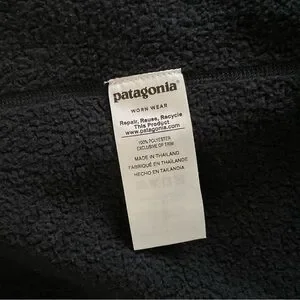 patagonia
WORN WEAR
Repair, Reuse, Recycle
This Product
www.patagonia.com
100% POLYESTER
EXCLUSIVE OF TRIM
MADE IN THAILAND
FABRIQUÉ EN THAÏLANDE
HECHO EN TAILANDIA